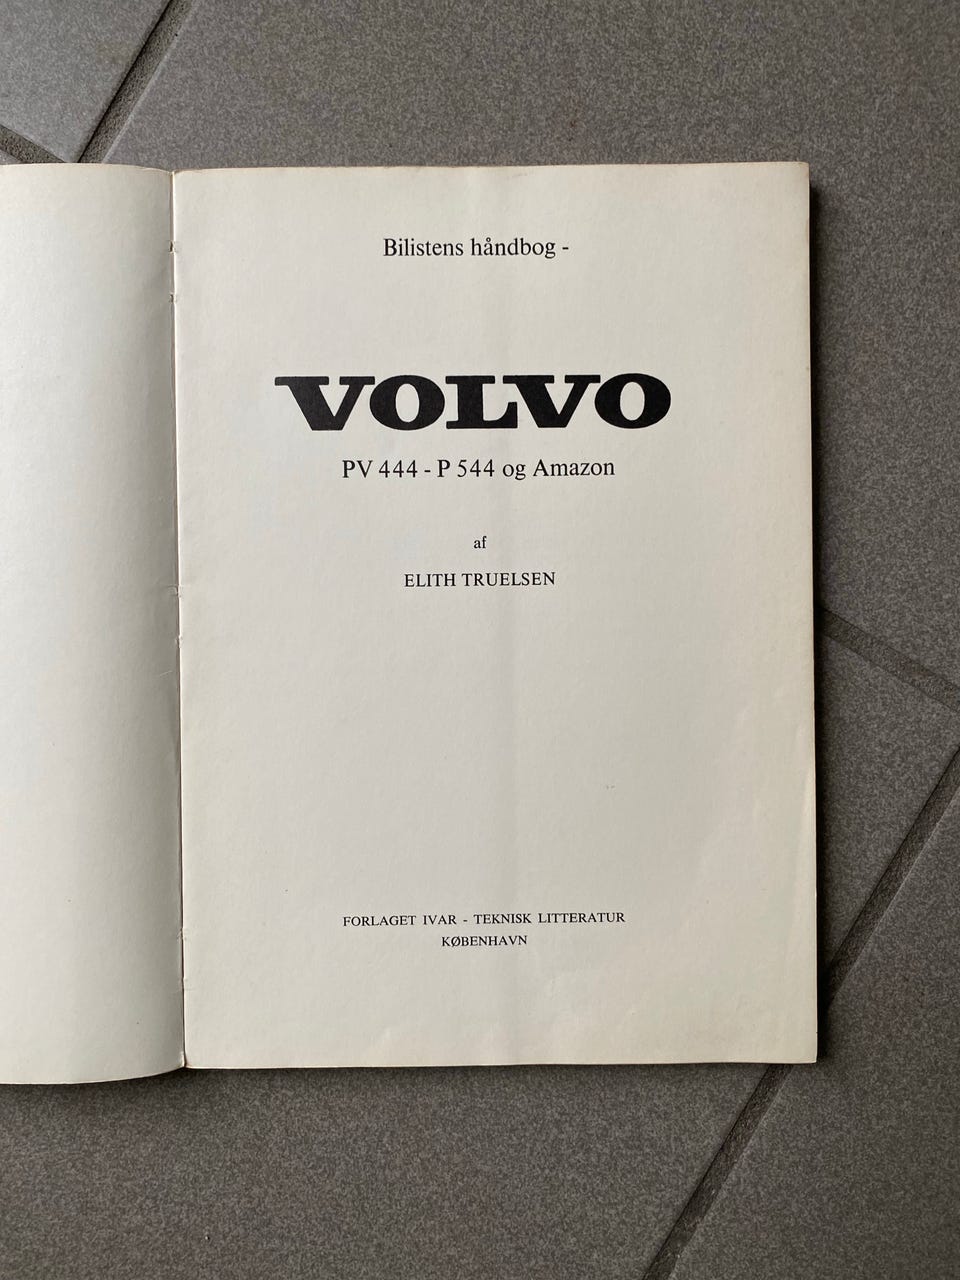 Bilistens håndbog -
VOLVO
PV 444 - P 544 og Amazon
af
ELITH TRUELSEN
FORLAGET IVAR - TEKNISK LITTERATUR
KØBENHAVN